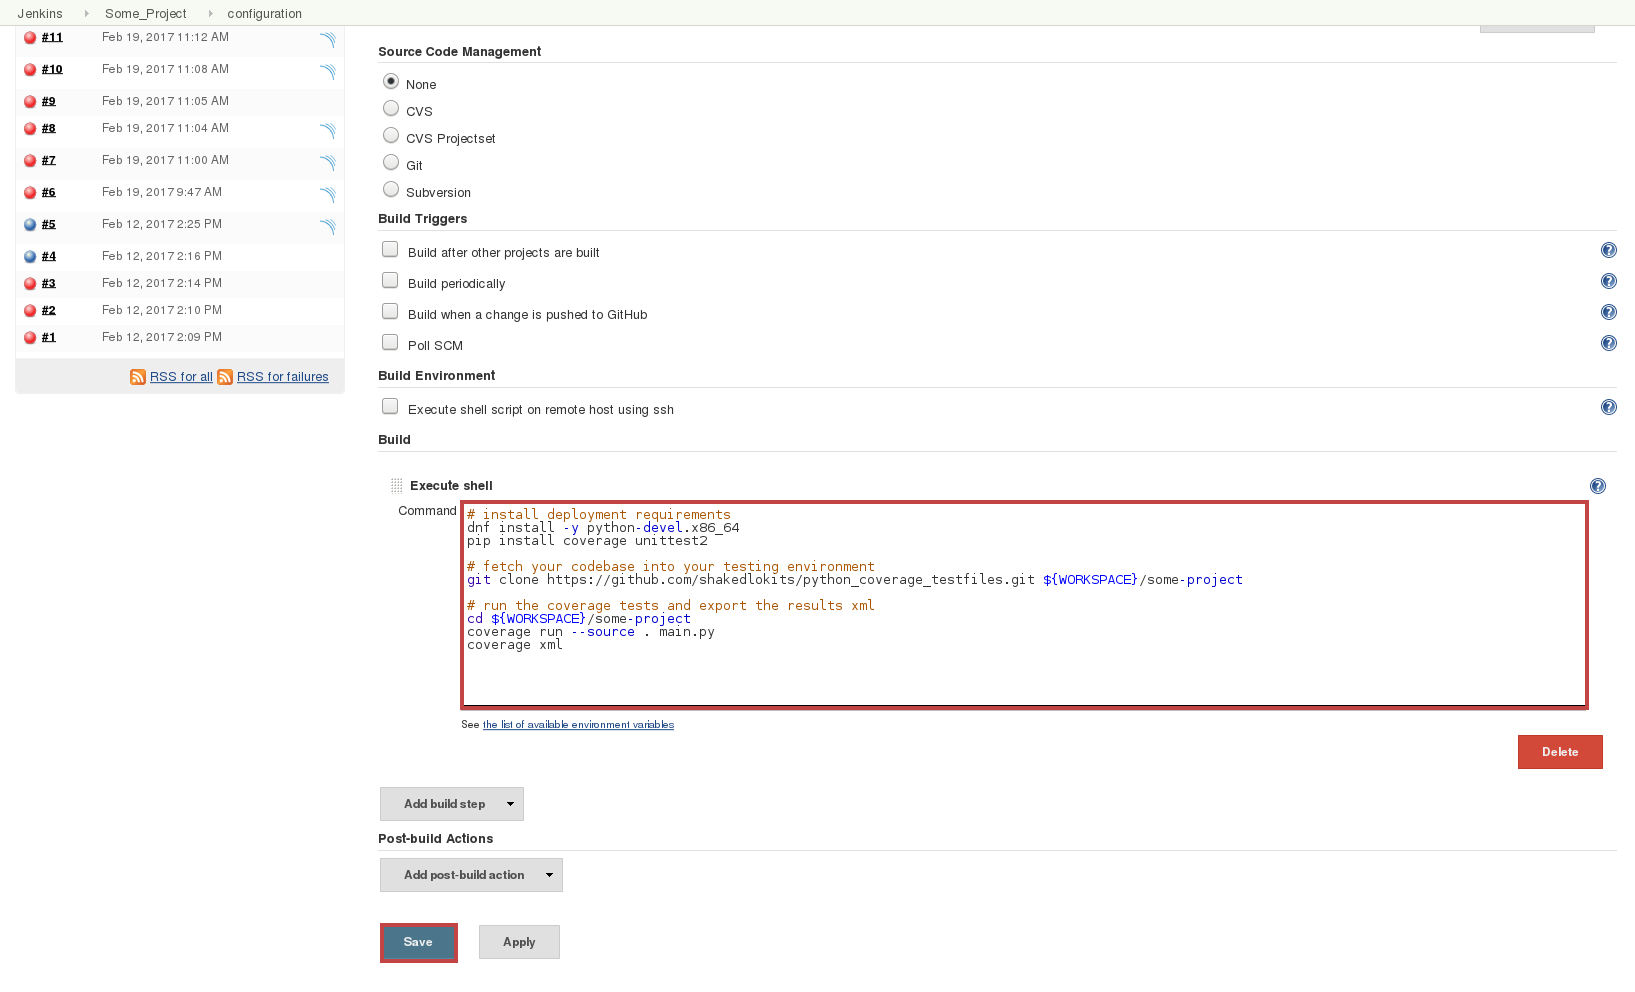 Jenkins Some_Project configuration
#11 Feb 19, 2017 11:12 AM
#10 Feb 19, 2017 11:08 AM
#9 Feb 19, 2017 11:05 AM
#8 Feb 19, 2017 11:04 AM
#7 Feb 19, 2017 11:00 AM
#6 Feb 19, 2017 9:47 AM
#5 Feb 12, 2017 2:25 PM
#4 Feb 12, 2017 2:16 PM
#3 Feb 12, 2017 2:14 PM
#2 Feb 12, 2017 2:10 PM
#1 Feb 12, 2017 2:09 PM
RSS for all RSS for failures
Source Code Management
None
CVS
CVS Projectset
Git
Subversion
Build Triggers
Build after other projects are built
Build periodically
Build when a change is pushed to GitHub
Poll SCM
Build Environment
Execute shell script on remote host using ssh
Build
Execute shell
Command
# install deployment requirements
dnf install -y python-devel.x86_64
pip install coverage unittest2
# fetch your codebase into your testing environment
git clone https://github.com/shakedlokits/python_coverage_testfiles.git ${WORKSPACE}/some-project
# run the coverage tests and export the results xml
cd ${WORKSPACE}/some-project
coverage run --source . main.py
coverage xml
See the list of available environment variables
Delete
Add build step
Post-build Actions
Add post-build action
Save Apply